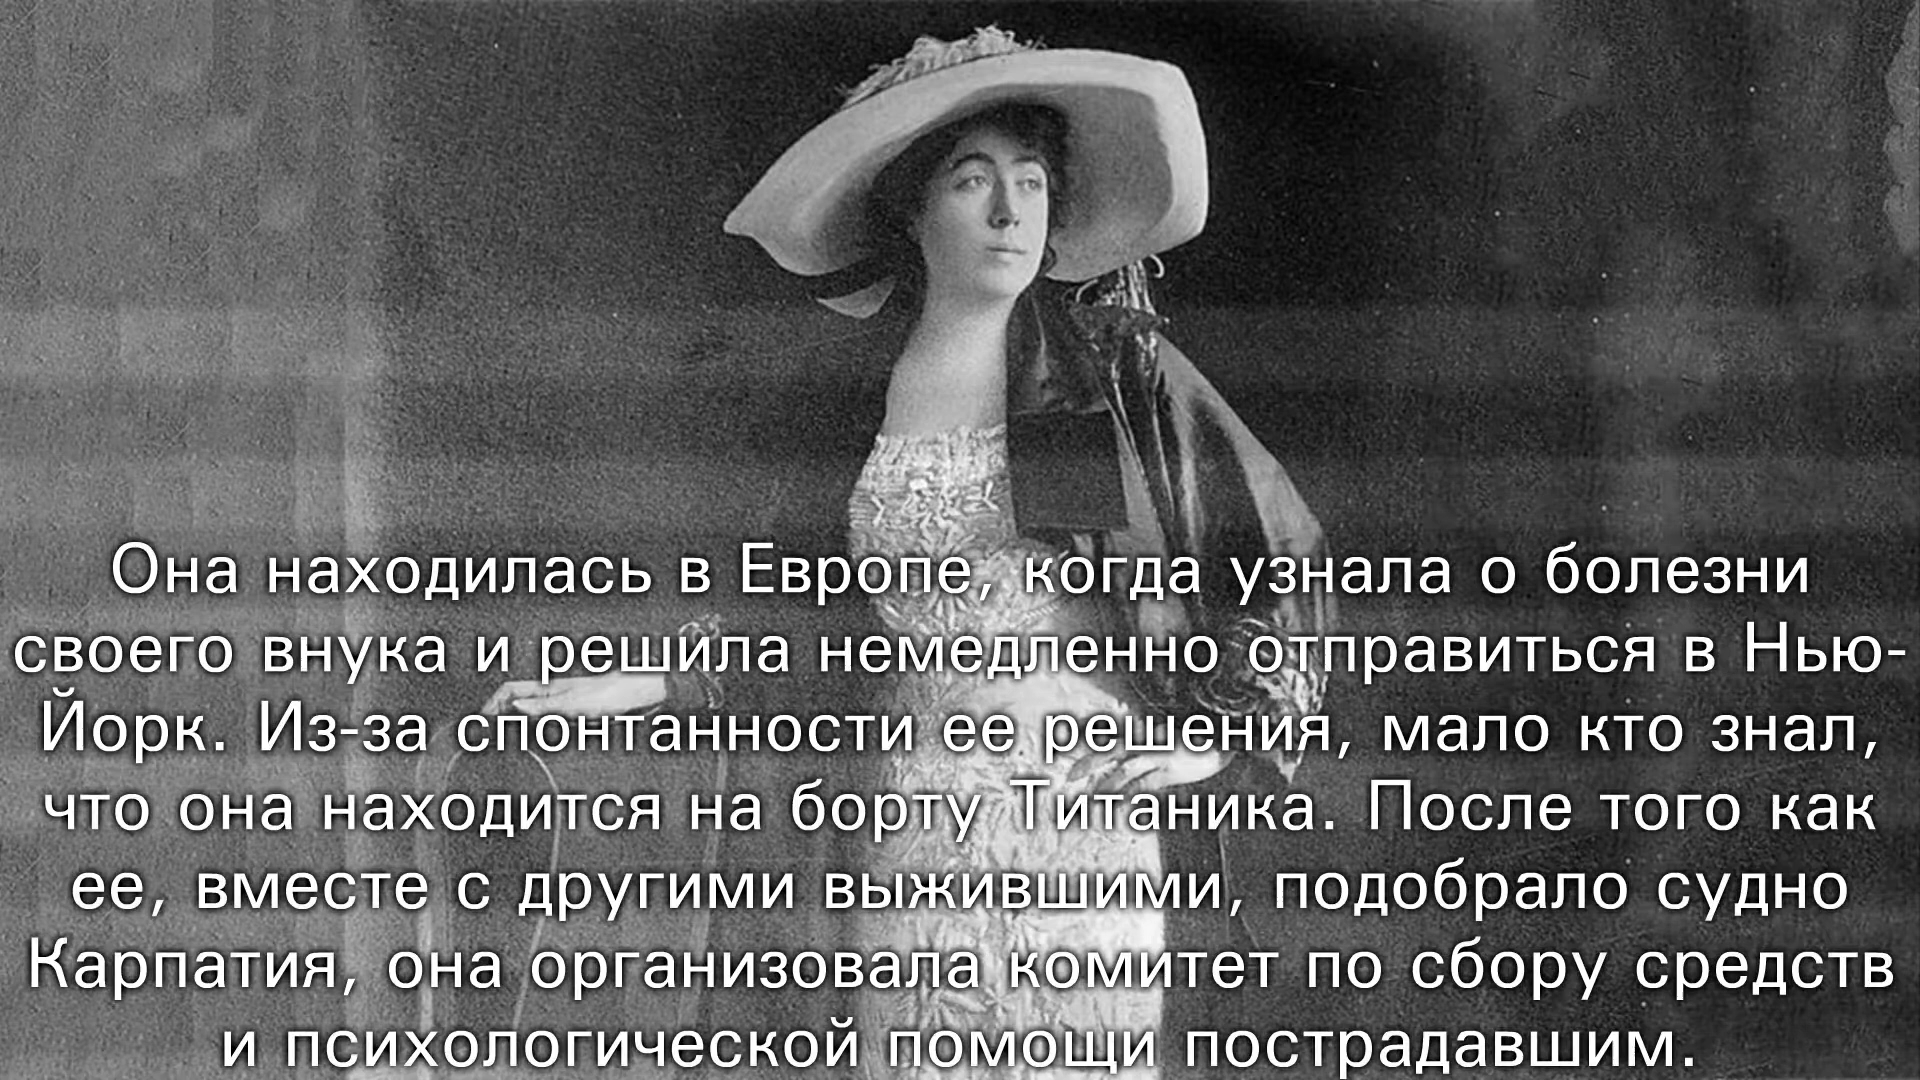 Она находилась в Европе, когда узнала о болезни
своего внука и решила немедленно отправиться в Нью-
Йорк. Из-за спонтанности ее решения, мало кто знал,
что она находится на борту Титаника. После того как
ее, вместе с другими выжившими, подобрало судно
Карпатия, она организовала комитет по сбору средств
и психологической помощи пострадавшим.